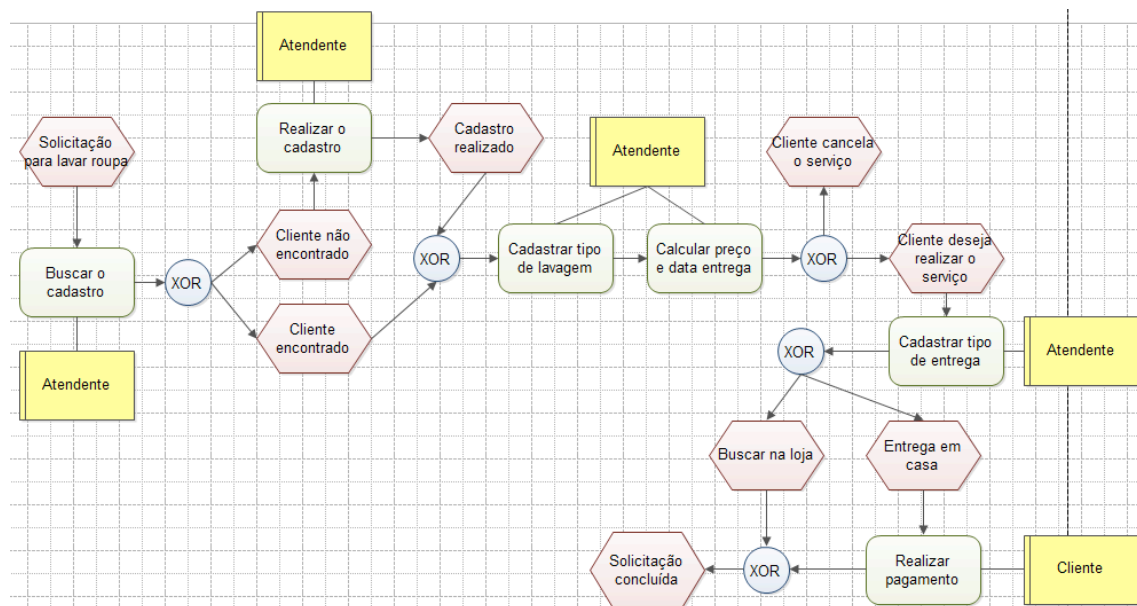 Atendente
Realizar o
cadastro
Cadastro
realizado
Solicitação
para lavar roupa
Atendente
Cliente cancela
o serviço
Cliente não
encontrado
XOR
Cadastrar tipo
de lavagem
Calcular preço
e data entrega
XOR
Cliente deseja
realizar o
serviço
Buscar o
cadastro
XOR
Cliente
encontrado
Atendente
XOR
Cadastrar tipo
de entrega
Atendente
Buscar na loja
Entrega em
casa
Solicitação
concluída
XOR
Realizar
pagamento
Cliente